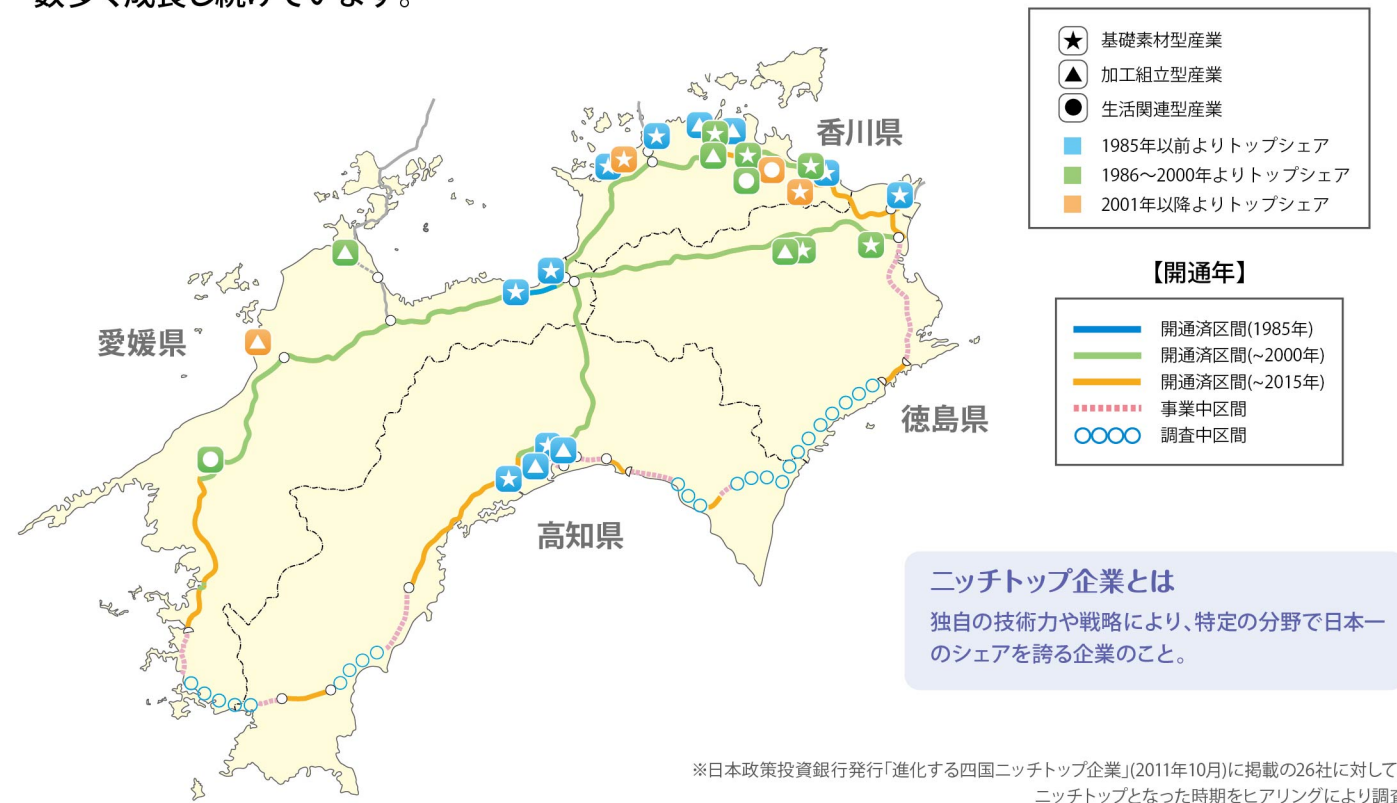 数多く成長し続けています。
基礎素材型産業
加工組立型産業
生活関連型産業
1985年以前よりトップシェア
1986〜2000年よりトップシェア
2001年以降よりトップシェア
香川県
【開通年】
開通済区間(1985年)
開通済区間(~2000年)
開通済区間(~2015年)
事業中区間
調査中区間
愛媛県
徳島県
高知県
ニッチトップ企業とは
独自の技術力や戦略により、特定の分野で日本一
のシェアを誇る企業のこと。
※日本政策投資銀行発行「進化する四国ニッチトップ企業」(2011年10月)に掲載の26社に対して
ニッチトップとなった時期をヒアリングにより調査